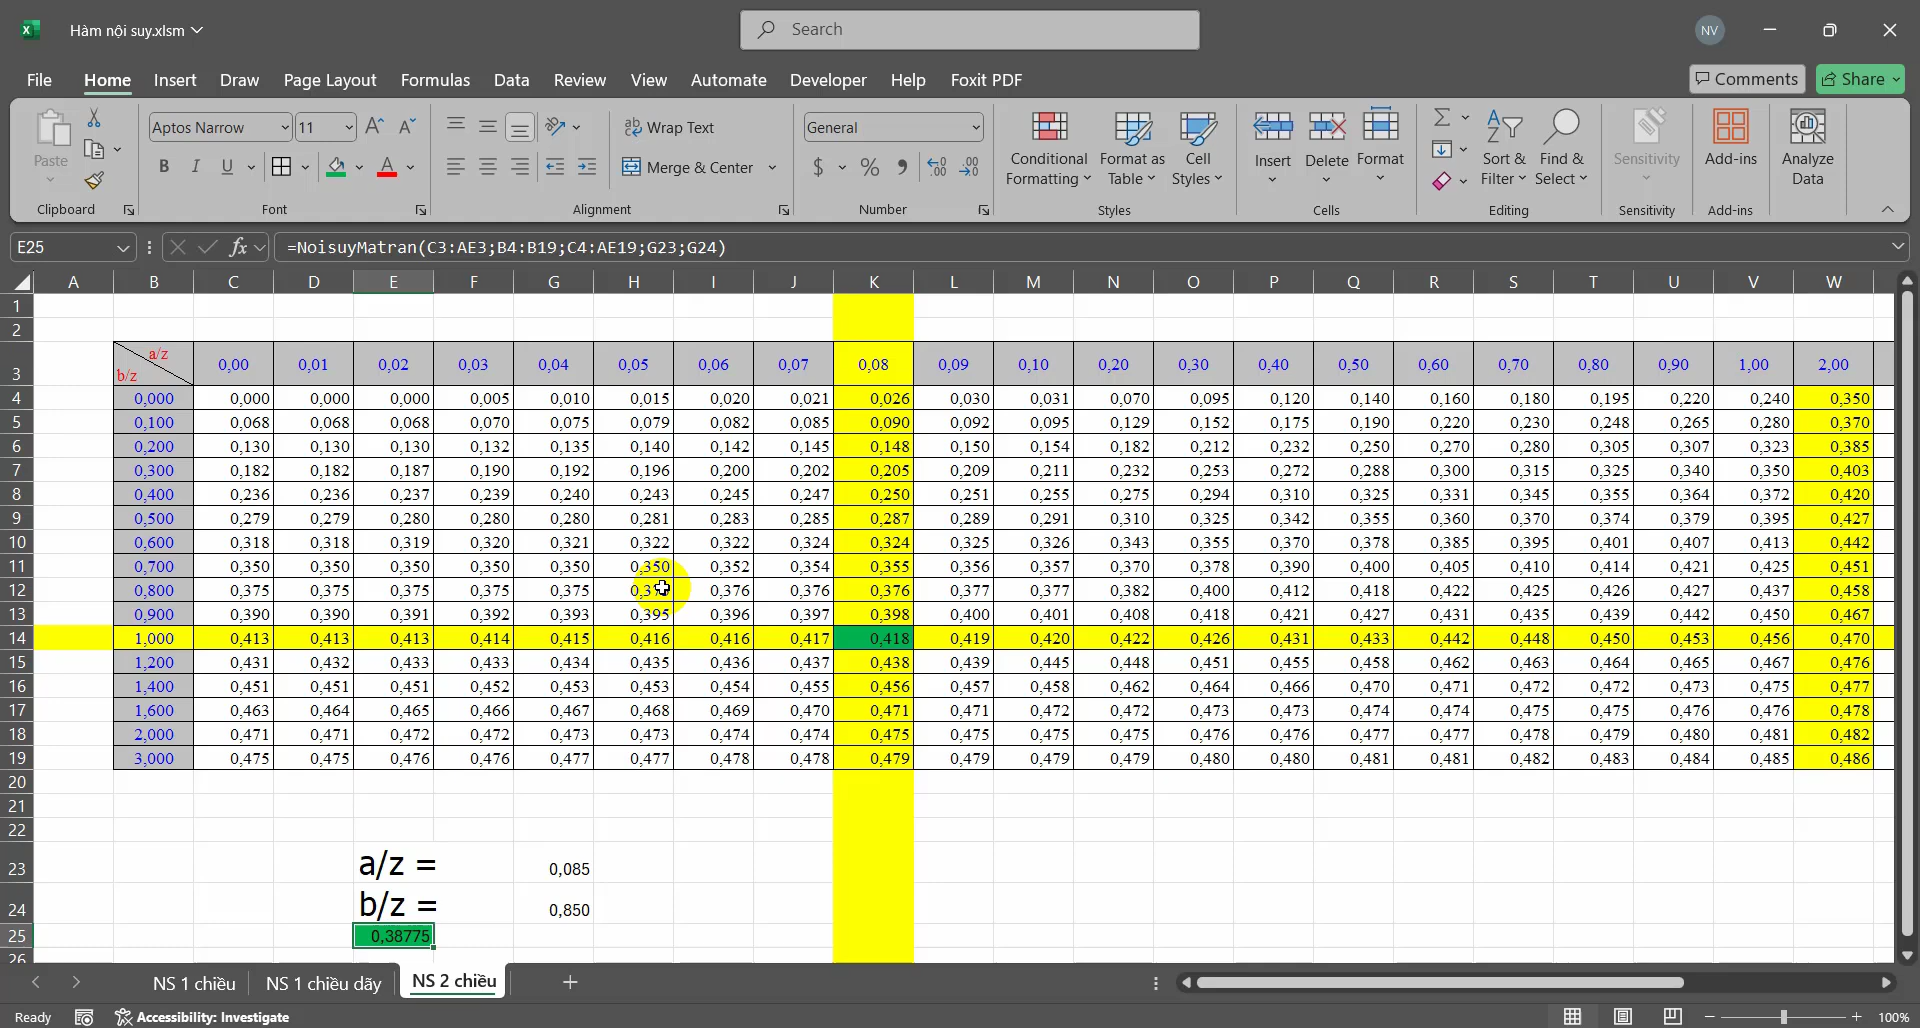 Hàm nội suy.xlsm
Search
NV
File Home Insert Draw Page Layout Formulas Data Review View Automate Developer Help Foxit PDF Comments Share
Aptos Narrow 11 Wrap Text General
Paste B I U Merge & Center $ % Conditional Formatting Format as Table Cell Styles Insert Delete Format Sort & Filter Find & Select Sensitivity Add-ins Analyze Data
Clipboard Font Alignment Number Styles Cells Editing Sensitivity Add-ins
E25 fx =NoisuyMatran(C3:AE3;B4:B19;C4:AE19;G23;G24)
A B C D E F G H I J K L M N O P Q R S T U V W
1
2
3 a/z b/z 0,00 0,01 0,02 0,03 0,04 0,05 0,06 0,07 0,08 0,09 0,10 0,20 0,30 0,40 0,50 0,60 0,70 0,80 0,90 1,00 2,00
4 0,000 0,000 0,000 0,000 0,005 0,010 0,015 0,020 0,021 0,026 0,030 0,031 0,070 0,095 0,120 0,140 0,160 0,180 0,195 0,220 0,240 0,350
5 0,100 0,068 0,068 0,068 0,070 0,075 0,079 0,082 0,085 0,090 0,092 0,095 0,129 0,152 0,175 0,190 0,220 0,230 0,248 0,265 0,280 0,370
6 0,200 0,130 0,130 0,130 0,132 0,135 0,140 0,142 0,145 0,148 0,150 0,154 0,182 0,212 0,232 0,250 0,270 0,280 0,305 0,307 0,323 0,385
7 0,300 0,182 0,182 0,187 0,190 0,192 0,196 0,200 0,202 0,205 0,209 0,211 0,232 0,253 0,272 0,288 0,300 0,315 0,325 0,340 0,350 0,403
8 0,400 0,236 0,236 0,237 0,239 0,240 0,243 0,245 0,247 0,250 0,251 0,255 0,275 0,294 0,310 0,325 0,331 0,345 0,355 0,364 0,372 0,420
9 0,500 0,279 0,279 0,280 0,280 0,280 0,281 0,283 0,285 0,287 0,289 0,291 0,310 0,325 0,342 0,355 0,360 0,370 0,374 0,379 0,395 0,427
10 0,600 0,318 0,318 0,319 0,320 0,321 0,322 0,322 0,324 0,324 0,325 0,326 0,343 0,355 0,370 0,378 0,385 0,395 0,401 0,407 0,413 0,442
11 0,700 0,350 0,350 0,350 0,350 0,350 0,350 0,352 0,354 0,355 0,356 0,357 0,370 0,378 0,390 0,400 0,405 0,410 0,414 0,421 0,425 0,451
12 0,800 0,375 0,375 0,375 0,375 0,375 0,376 0,376 0,376 0,377 0,377 0,382 0,400 0,412 0,418 0,422 0,425 0,426 0,427 0,437 0,458
13 0,900 0,390 0,390 0,391 0,392 0,393 0,395 0,396 0,397 0,398 0,400 0,401 0,408 0,418 0,421 0,427 0,431 0,435 0,439 0,442 0,450 0,467
14 1,000 0,413 0,413 0,413 0,414 0,415 0,416 0,416 0,417 0,418 0,419 0,420 0,422 0,426 0,431 0,433 0,442 0,448 0,450 0,453 0,456 0,470
15 1,200 0,431 0,432 0,433 0,433 0,434 0,435 0,436 0,437 0,438 0,439 0,445 0,448 0,451 0,455 0,458 0,462 0,463 0,464 0,465 0,467 0,476
16 1,400 0,451 0,451 0,451 0,452 0,453 0,453 0,454 0,455 0,456 0,457 0,458 0,462 0,464 0,466 0,470 0,471 0,472 0,472 0,473 0,475 0,477
17 1,600 0,463 0,464 0,465 0,466 0,467 0,468 0,469 0,470 0,471 0,471 0,472 0,472 0,473 0,473 0,474 0,474 0,475 0,475 0,476 0,476 0,478
18 2,000 0,471 0,471 0,472 0,472 0,473 0,473 0,474 0,474 0,475 0,475 0,475 0,475 0,476 0,476 0,477 0,477 0,478 0,479 0,480 0,481 0,482
19 3,000 0,475 0,475 0,476 0,476 0,477 0,477 0,478 0,478 0,479 0,479 0,479 0,479 0,480 0,480 0,481 0,481 0,482 0,483 0,484 0,485 0,486
20
21
22
23 a/z = 0,085
24 b/z = 0,850
25 0,38775
26
NS 1 chiều NS 1 chiều dãy NS 2 chiều
Ready Accessibility: Investigate 100%